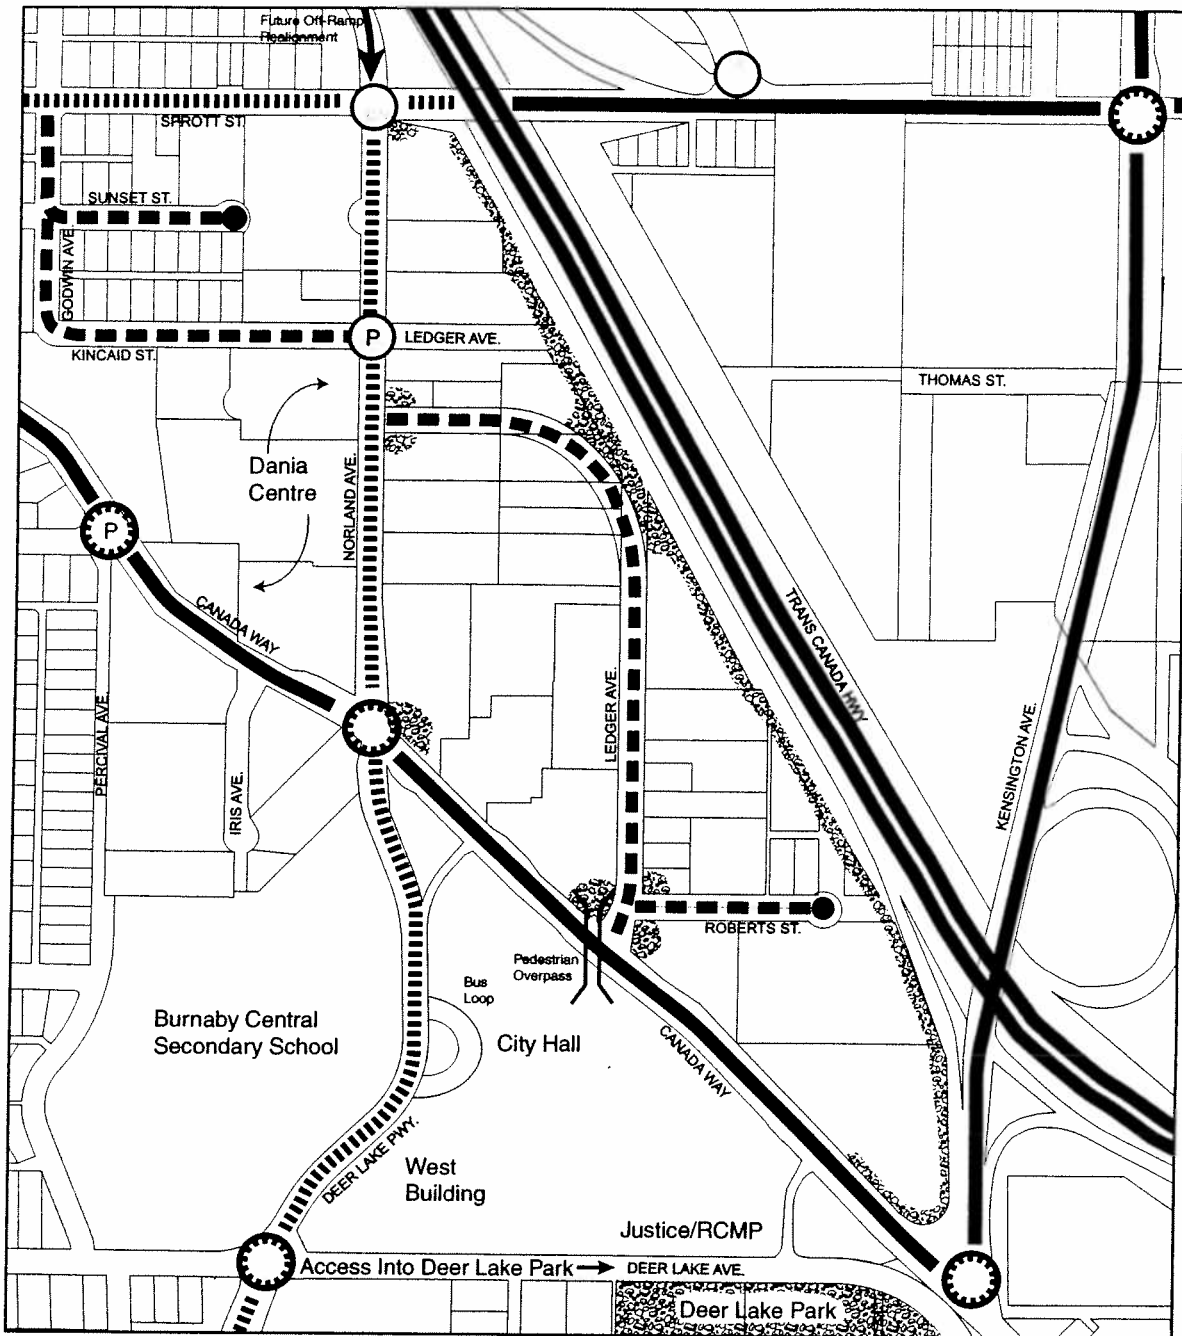 Future Off-Ramp
Realignment
SPROTT ST.
SUNSET ST.
GODWIN AVE.
KINCAID ST.
P
LEDGER AVE.
THOMAS ST.
Dania
Centre
NORLAND AVE.
P
CANADA WAY
TRANS CANADA HWY
PERCIVAL AVE.
IRIS AVE.
LEDGER AVE.
KENSINGTON AVE.
ROBERTS ST.
Pedestrian
Overpass
Bus
Loop
Burnaby Central
Secondary School
City Hall
CANADA WAY
DEER LAKE PWY.
West
Building
Justice/RCMP
Access Into Deer Lake Park
DEER LAKE AVE.
Deer Lake Park